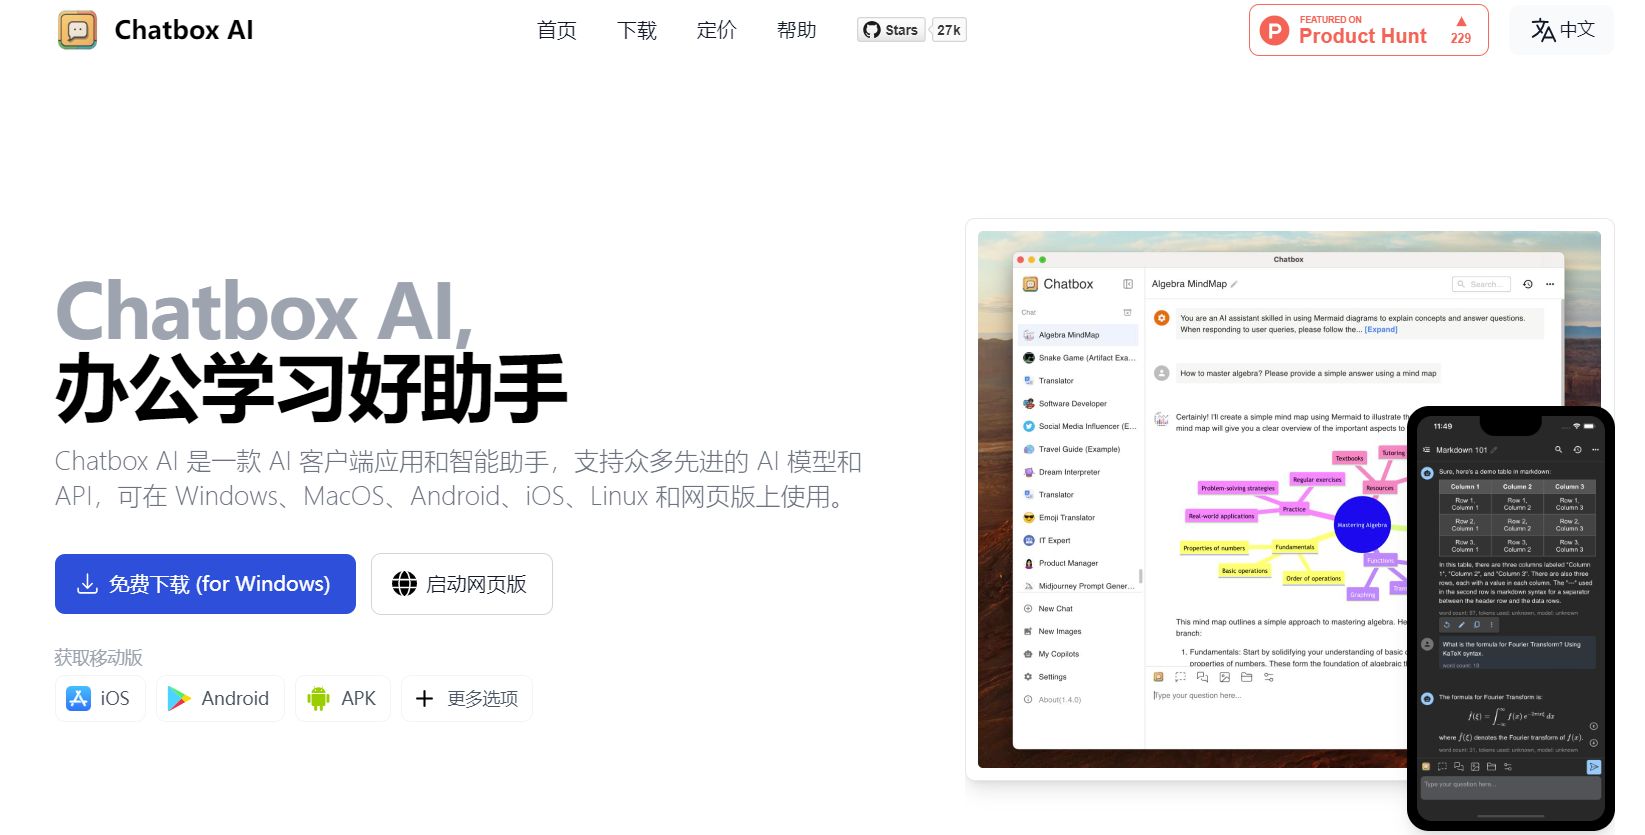 Chatbox AI
首页
下载
定价
帮助
Stars
27k
FEATURED ON
Product Hunt
229
中文
Chatbox AI,
办公学习好助手
Chatbox AI 是一款 AI 客户端应用和智能助手，支持众多先进的 AI 模型和
API，可在 Windows、MacOS、Android、iOS、Linux 和网页版上使用。
免费下载 (for Windows)
启动网页版
获取移动版
iOS
Android
APK
更多选项
Chatbox
Chatbox
Chat
Algebra MindMap
Snake Game (Artifact Exa...
Translator
Software Developer
Social Media Influencer (E...
Travel Guide (Example)
Dream Interpreter
Translator
Emoji Translator
IT Expert
Product Manager
Midjourney Prompt Gener...
New Chat
New Images
My Copilots
Settings
About(1.4.0)
Algebra MindMap
Search...
You are an AI assistant skilled in using Mermaid diagrams to explain concepts and answer questions.
When responding to user queries, please follow the... [Expand]
How to master algebra? Please provide a simple answer using a mind map
Certainly! I'll create a simple mind map using Mermaid to illustrate th
mind map will give you a clear overview of the important aspects to
Textbooks
Tutoring
Regular exercises
Resources
Problem-solving strategies
Practice
Real-world applications
Mastering Algebra
Properties of numbers
Fundamentals
Basic operations
Order of operations
Functions
Graphing
This mind map outlines a simple approach to mastering algebra. He
branch:
1. Fundamentals: Start by solidifying your understanding of basic
properties of numbers. These form the foundation of algebraic th
Type your question here...
11:49
Markdown 101
Sure, here's a demo table in markdown:
Column 1 Column 2 Column 3
Row 1, Column 1 Row 1, Column 2 Row 1, Column 3
Row 2, Column 1 Row 2, Column 2 Row 2, Column 3
Row 3, Column 1 Row 3, Column 2 Row 3, Column 3
In this table, there are three columns labeled "Column
1", "Column 2", and "Column 3". There are also three
rows, each with a value in each column. The "---" used
in the second row is markdown syntax for a separator
between the header row and the data rows.
word count: 97, tokens used: unknown, model: unknown
What is the formula for Fourier Transform? Using
KaTeX syntax.
word count: 10
The formula for Fourier Transform is:
f̂(ξ) = ∫_{-∞}^{∞} f(x) e^{-2πixξ} dx
where f̂(ξ) denotes the Fourier transform of f(x).
word count: 31, tokens used: unknown, model: unknown
Type your question here...